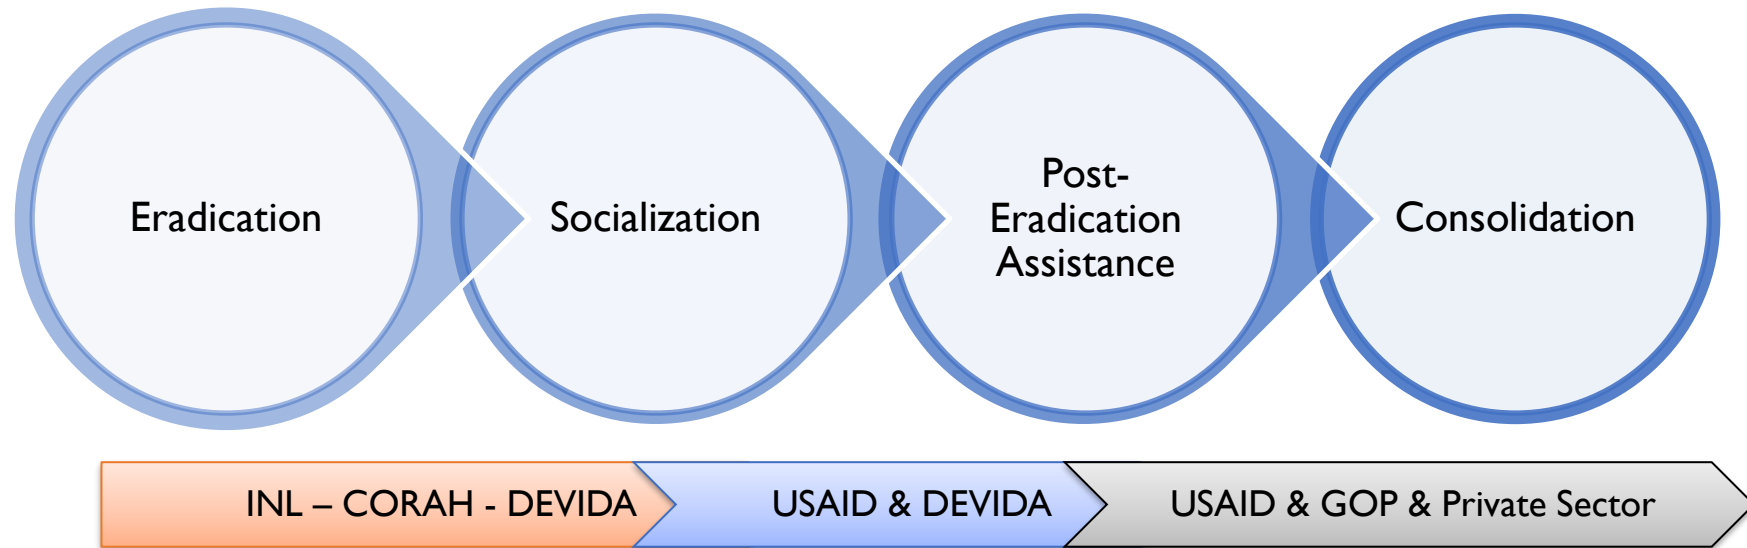 Eradication
Socialization
Post-
Eradication
Assistance
Consolidation
INL – CORAH - DEVIDA
USAID & DEVIDA
USAID & GOP & Private Sector